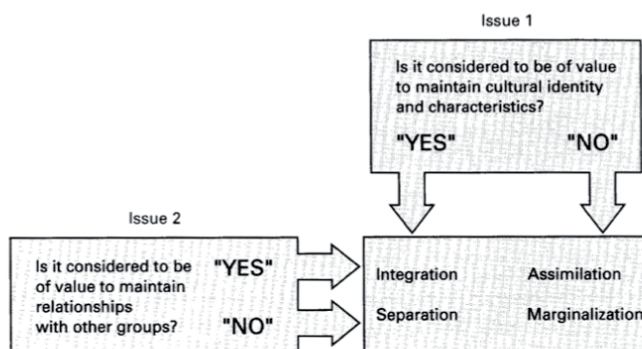 Issue 1
Is it considered to be of value
to maintain cultural identity
and characteristics?
"YES" "NO"
Issue 2
Is it considered to be
of value to maintain
relationships
with other groups?
"YES"
"NO"
Integration Assimilation
Separation Marginalization